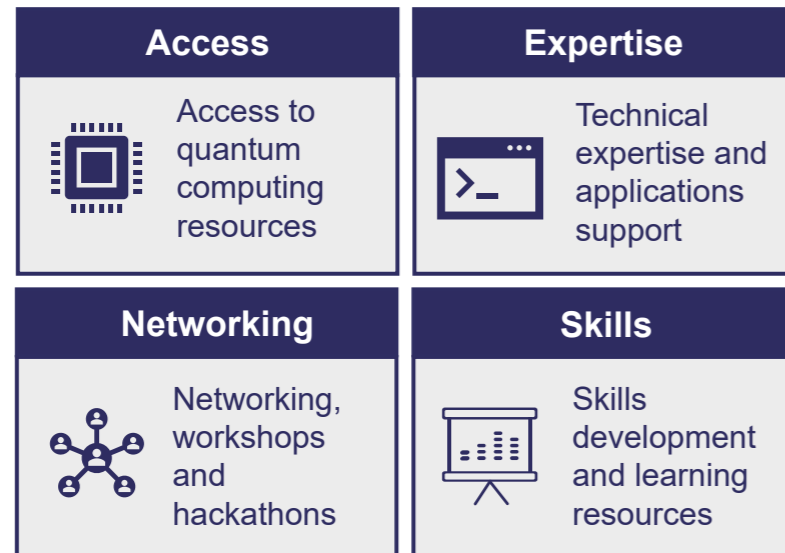 Access
Access to
quantum
computing
resources
Expertise
Technical
expertise and
applications
support
Networking
Networking,
workshops
and
hackathons
Skills
Skills
development
and learning
resources